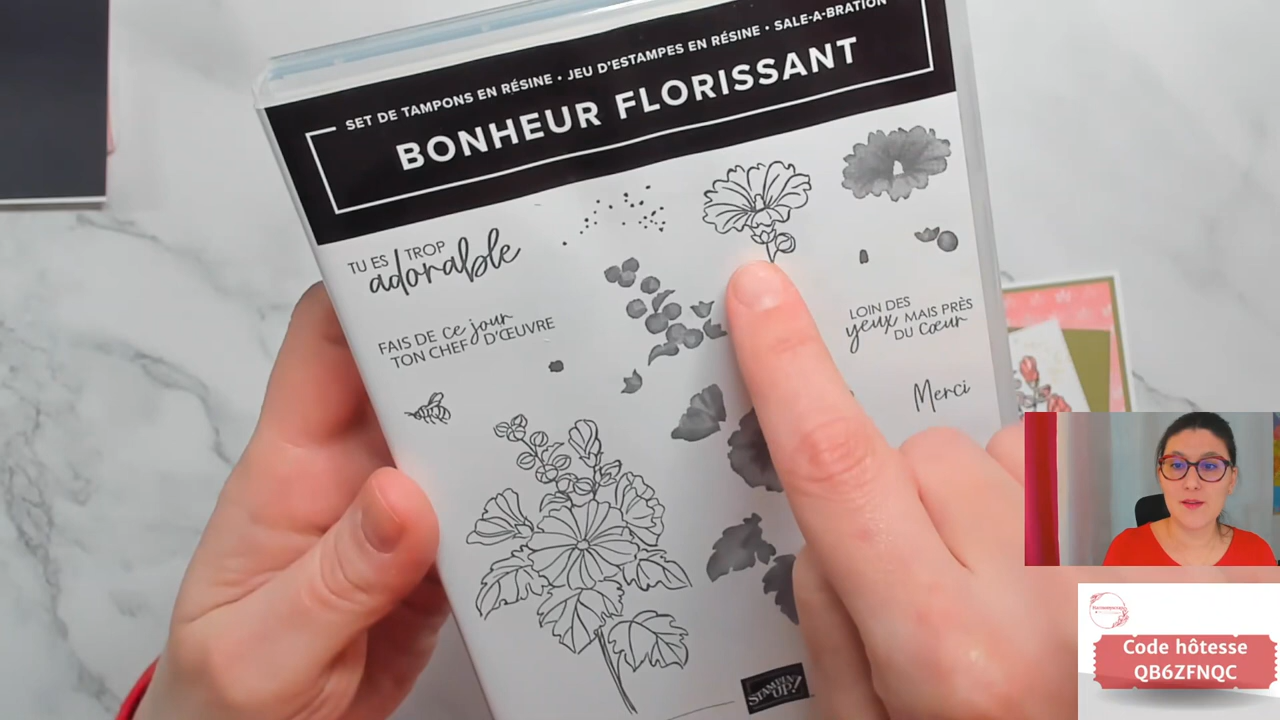 SET DE TAMPONS EN RÉSINE • JEU D'ESTAMPES EN RÉSINE • SALE-A-BRATION
BONHEUR FLORISSANT
TU ES TROP
adorable
FAIS DE ce jour
TON CHEF D'ŒUVRE
LOIN DES
yeux MAIS PRÈS
DU cœur
Merci
STAMPIN' UP!
Code hôtesse
QB6ZFNQC